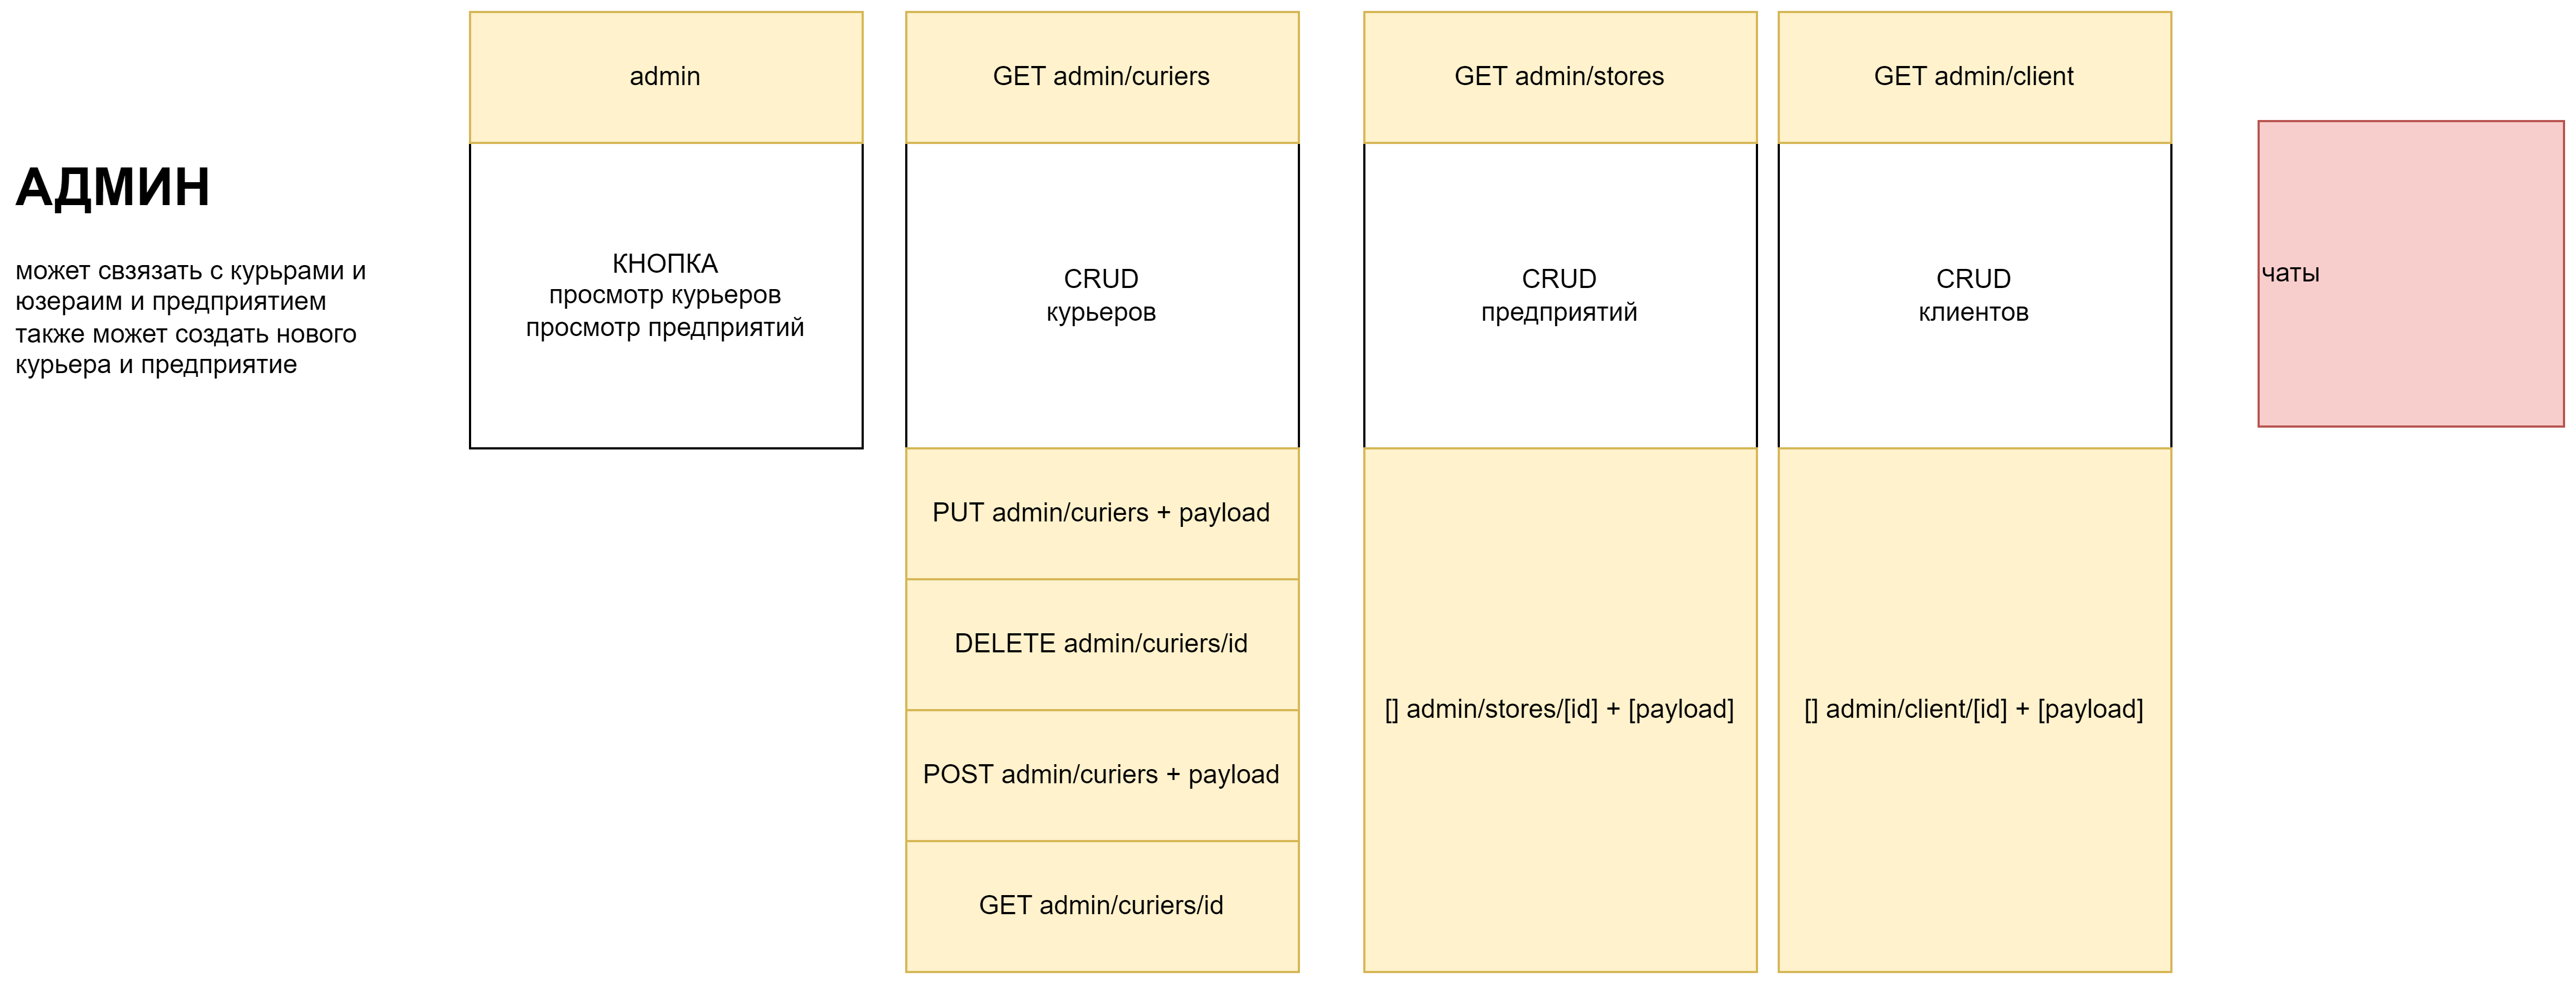 АДМИН
может свзязать с курьрами и
юзераим и предприятием
также может создать нового
курьера и предприятие
admin
КНОПКА
просмотр курьеров
просмотр предприятий
GET admin/curiers
CRUD
курьеров
PUT admin/curiers + payload
DELETE admin/curiers/id
POST admin/curiers + payload
GET admin/curiers/id
GET admin/stores
CRUD
предприятий
[] admin/stores/[id] + [payload]
GET admin/client
CRUD
клиентов
[] admin/client/[id] + [payload]
чаты